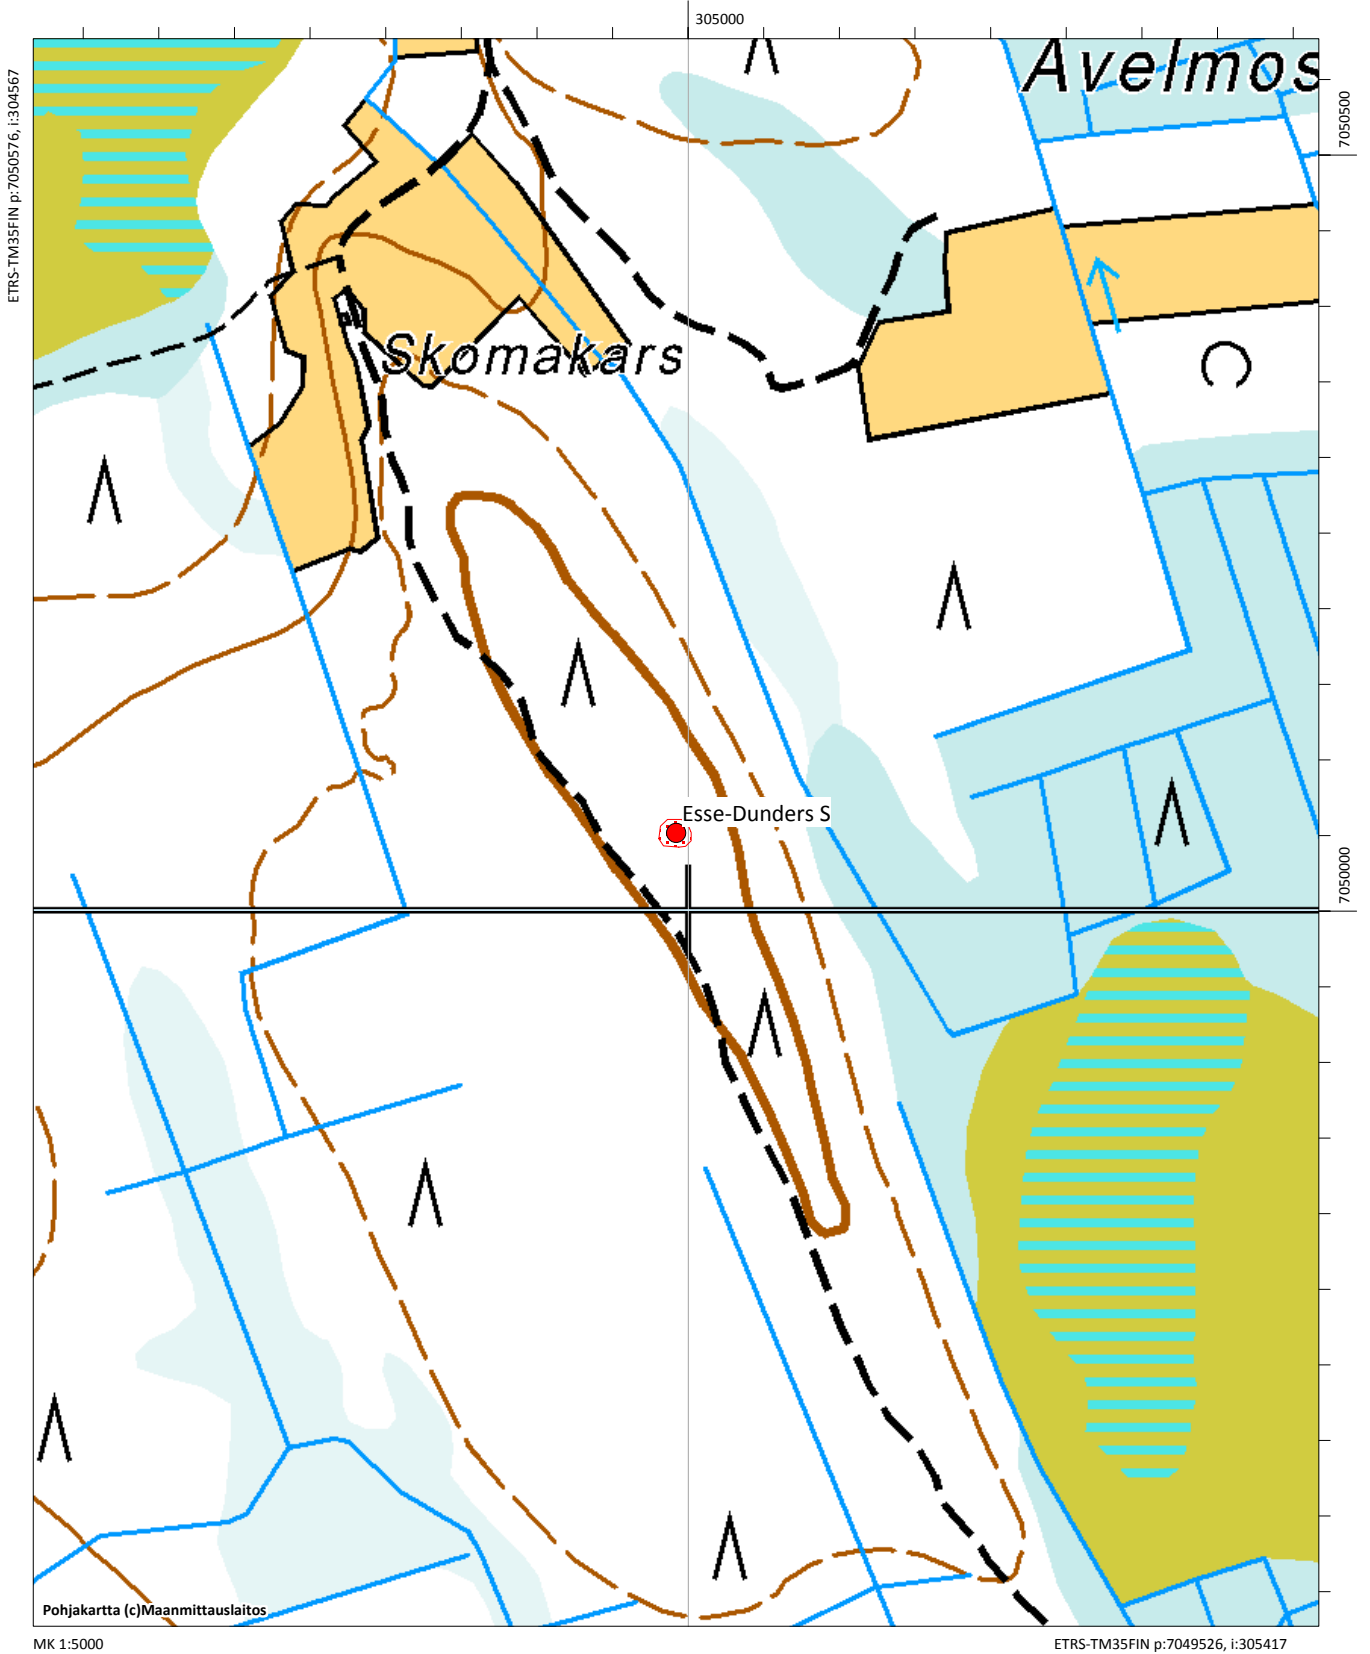 305000
ETRS-TM35FIN p:7050576, i:304567
Avelmos
7050500
Skomakars
Esse-Dunders S
7050000
Pohjakartta (c)Maanmittauslaitos
MK 1:5000
ETRS-TM35FIN p:7049526, i:305417